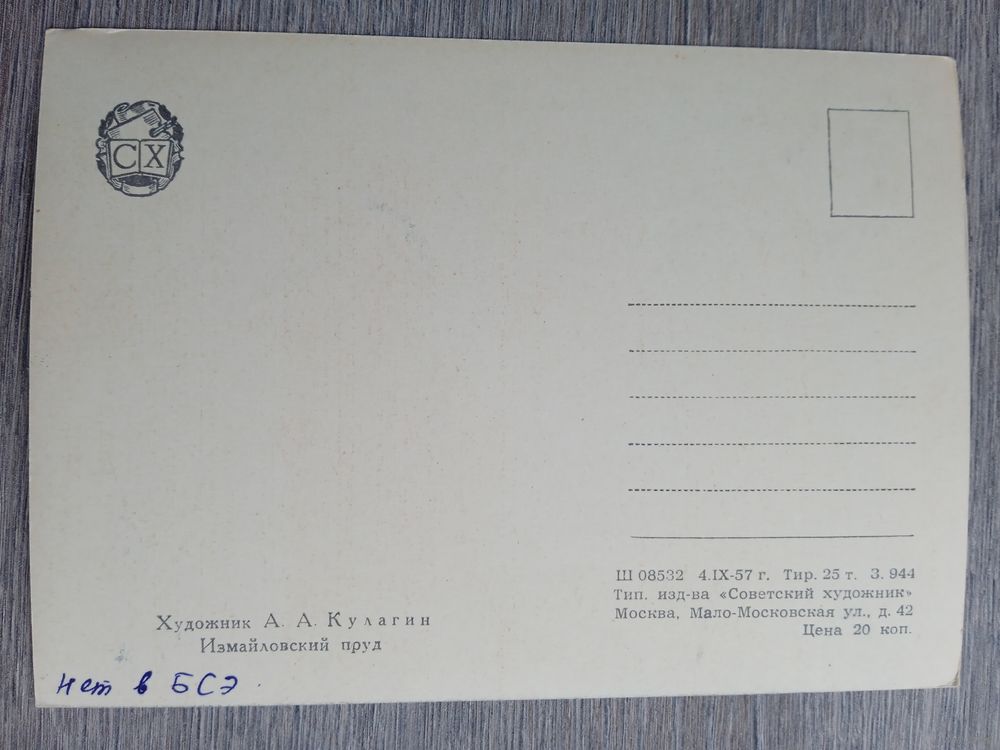 СХ
Художник А. А. Кулагин
Измайловский пруд
нет в БСЭ
Ш 08532 4.IX-57 г. Тир. 25 т. З. 944
Тип. изд-ва «Советский художник»
Москва, Мало-Московская ул., д. 42
Цена 20 коп.